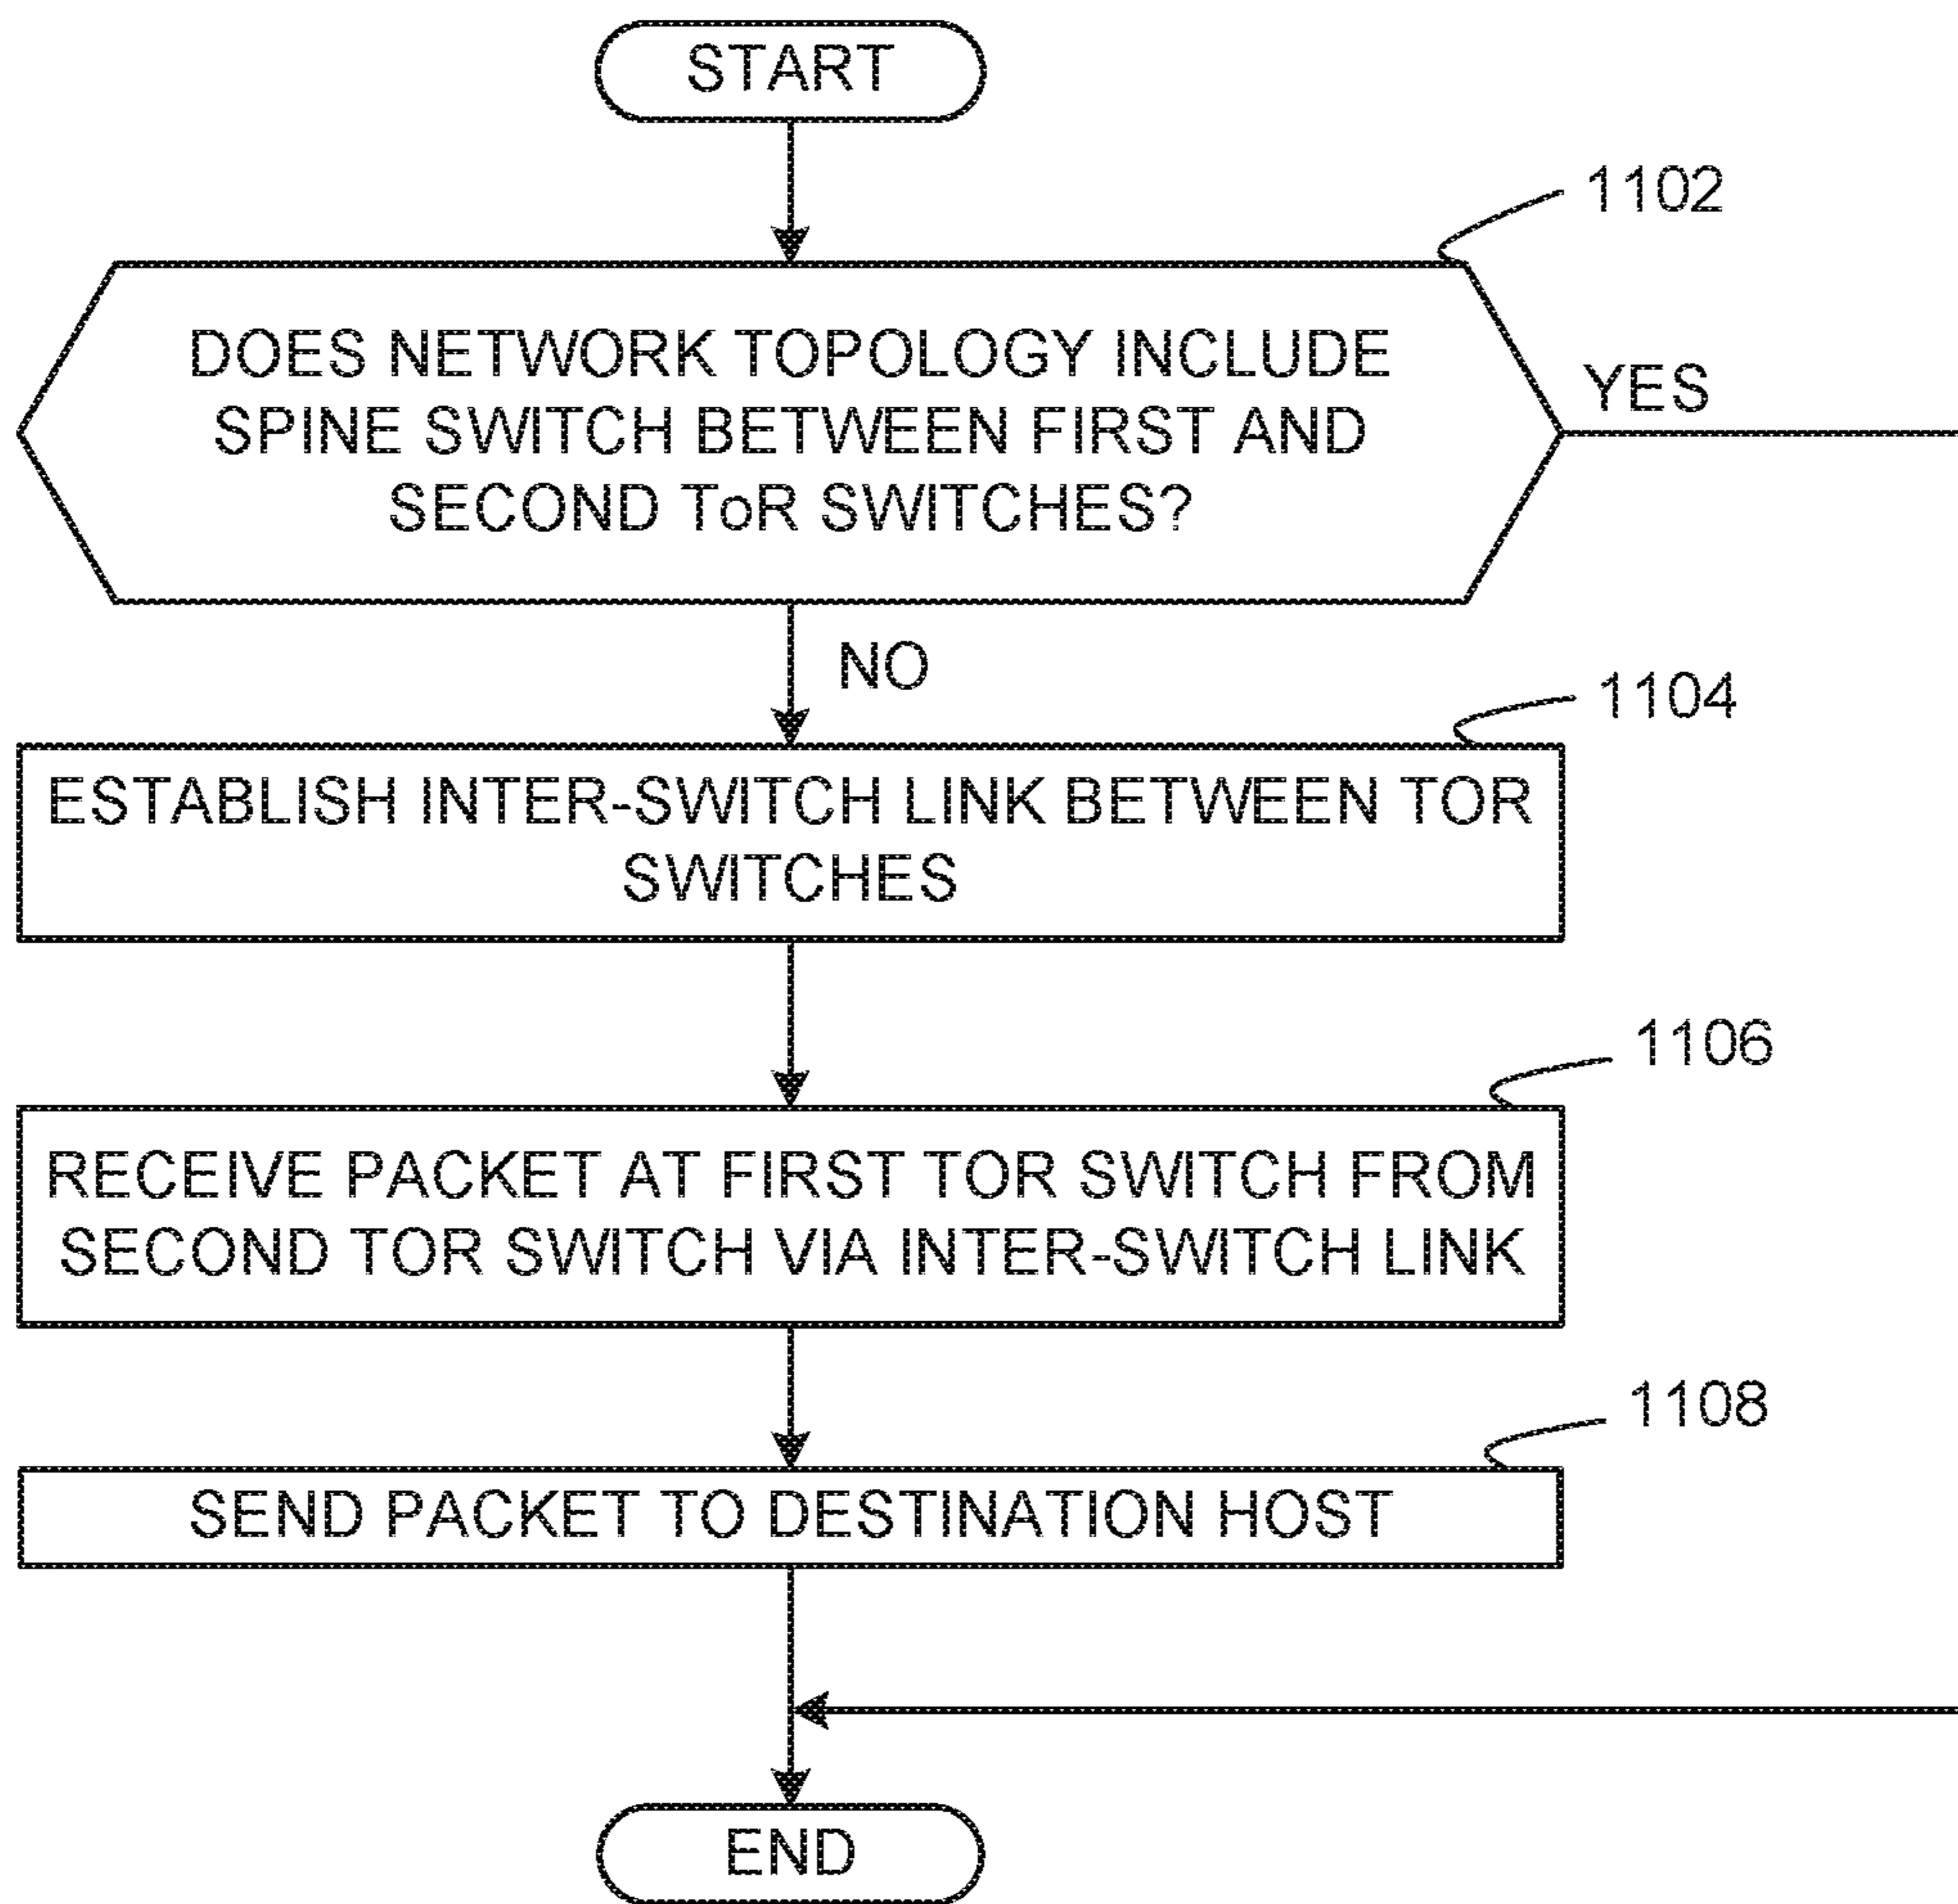 START
1102
DOES NETWORK TOPOLOGY INCLUDE
SPINE SWITCH BETWEEN FIRST AND
SECOND ToR SWITCHES?
YES
NO
1104
ESTABLISH INTER-SWITCH LINK BETWEEN TOR
SWITCHES
1106
RECEIVE PACKET AT FIRST TOR SWITCH FROM
SECOND TOR SWITCH VIA INTER-SWITCH LINK
1108
SEND PACKET TO DESTINATION HOST
END